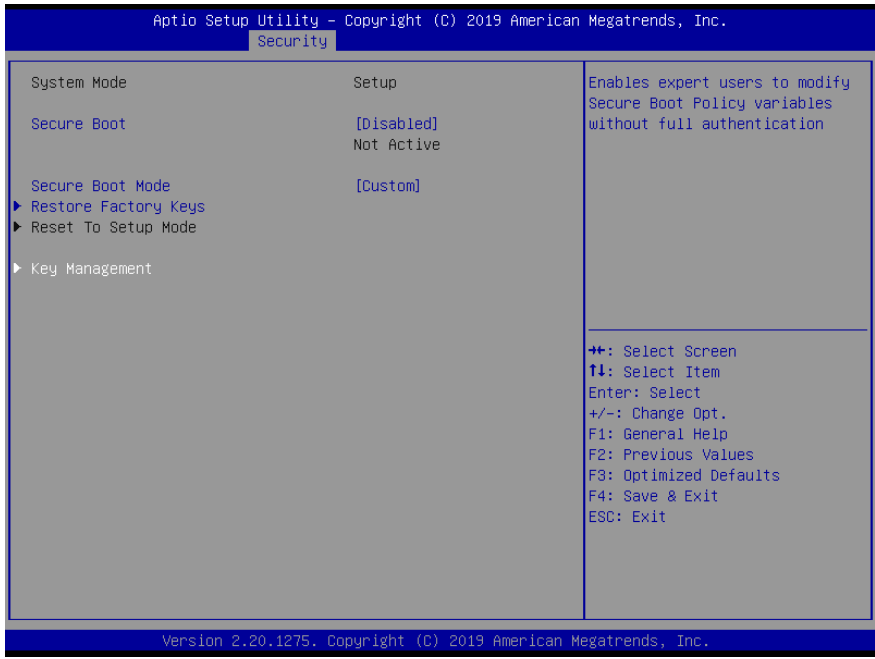 Aptio Setup Utility – Copyright (C) 2019 American Megatrends, Inc.
Security
System Mode Setup
Secure Boot [Disabled]
Not Active
Secure Boot Mode [Custom]
Restore Factory Keys
Reset To Setup Mode
Key Management
Enables expert users to modify
Secure Boot Policy variables
without full authentication
→←: Select Screen
↑↓: Select Item
Enter: Select
+/-: Change Opt.
F1: General Help
F2: Previous Values
F3: Optimized Defaults
F4: Save & Exit
ESC: Exit
Version 2.20.1275. Copyright (C) 2019 American Megatrends, Inc.